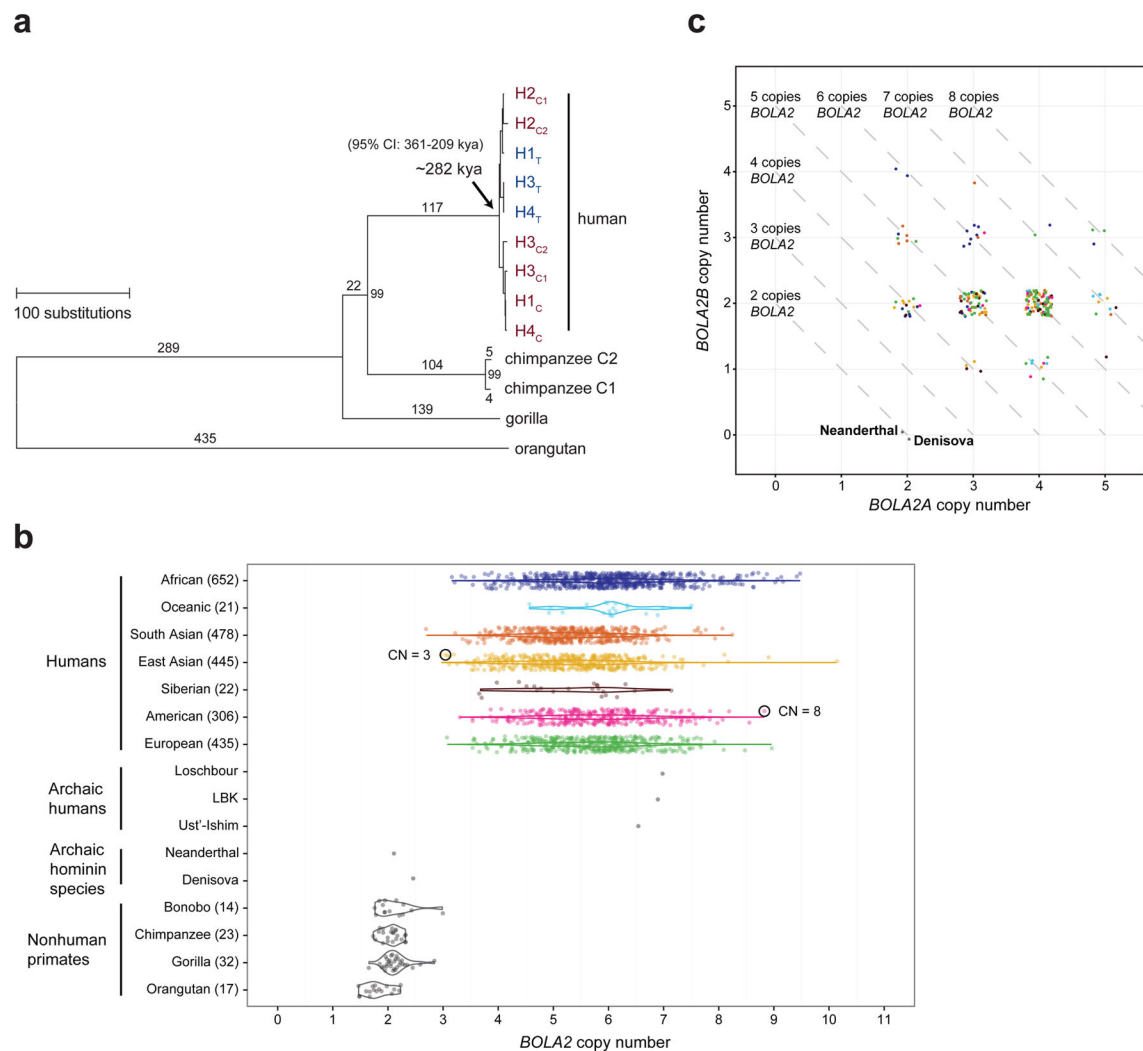 a
H2C1
H2C2
(95% CI: 361-209 kya)
H1T
~282 kya
H3T
H4T
117
human
H3C2
H3C1
H1C
H4C
22
99
100 substitutions
289
5
chimpanzee C2
104
99
chimpanzee C1
4
139
gorilla
435
orangutan
c
5 copies 6 copies 7 copies 8 copies
BOLA2 BOLA2 BOLA2 BOLA2
4 copies
BOLA2
3 copies
BOLA2
2 copies
BOLA2
5
4
3
2
1
0
BOLA2B copy number
Neanderthal
Denisova
0 1 2 3 4 5
BOLA2A copy number
b
Humans
African (652)
Oceanic (21)
South Asian (478)
East Asian (445)
CN = 3
Siberian (22)
American (306)
CN = 8
European (435)
Archaic
humans
Loschbour
LBK
Ust'-Ishim
Archaic
hominin
species
Neanderthal
Denisova
Nonhuman
primates
Bonobo (14)
Chimpanzee (23)
Gorilla (32)
Orangutan (17)
0 1 2 3 4 5 6 7 8 9 10 11
BOLA2 copy number